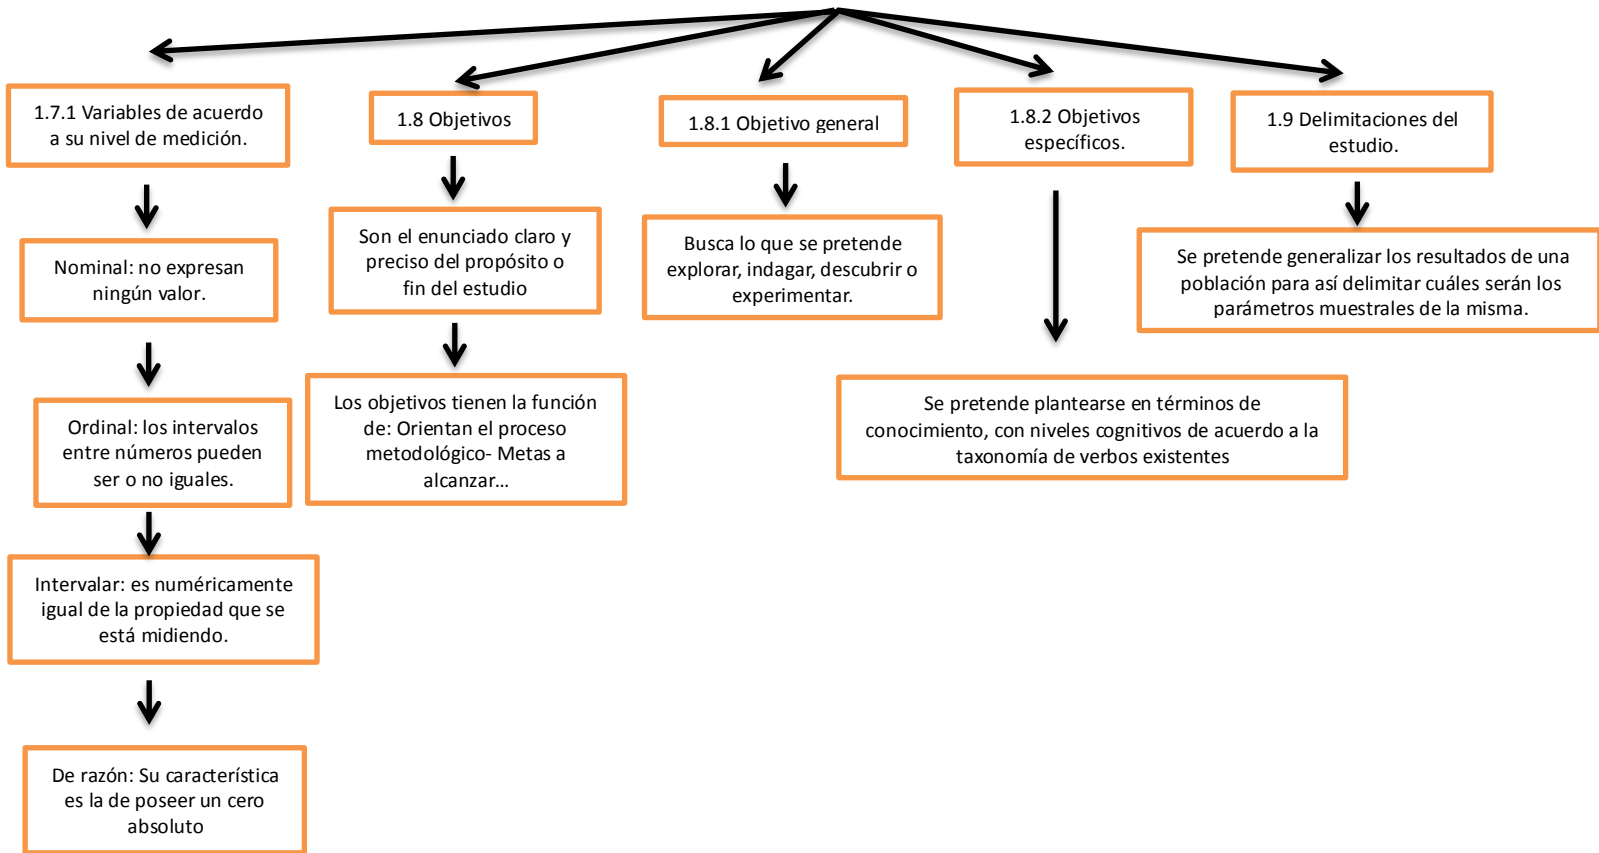 1.7.1 Variables de acuerdo
a su nivel de medición.
Nominal: no expresan
ningún valor.
Ordinal: los intervalos
entre números pueden
ser o no iguales.
Intervalar: es numéricamente
igual de la propiedad que se
está midiendo.
De razón: Su característica
es la de poseer un cero
absoluto
1.8 Objetivos
Son el enunciado claro y
preciso del propósito o
fin del estudio
Los objetivos tienen la función
de: Orientan el proceso
metodológico- Metas a
alcanzar...
1.8.1 Objetivo general
Busca lo que se pretende
explorar, indagar, descubrir o
experimentar.
1.8.2 Objetivos
específicos.
Se pretende plantearse en términos de
conocimiento, con niveles cognitivos de acuerdo a la
taxonomía de verbos existentes
1.9 Delimitaciones del
estudio.
Se pretende generalizar los resultados de una
población para así delimitar cuáles serán los
parámetros muestrales de la misma.